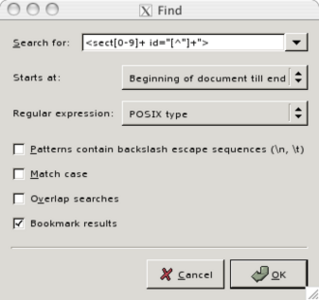 Find
Search for: <sect[0-9]+ id="[^"]+">
Starts at: Beginning of document till end
Regular expression: POSIX type
Patterns contain backslash escape sequences (\n, \t)
Match case
Overlap searches
Bookmark results
Cancel OK